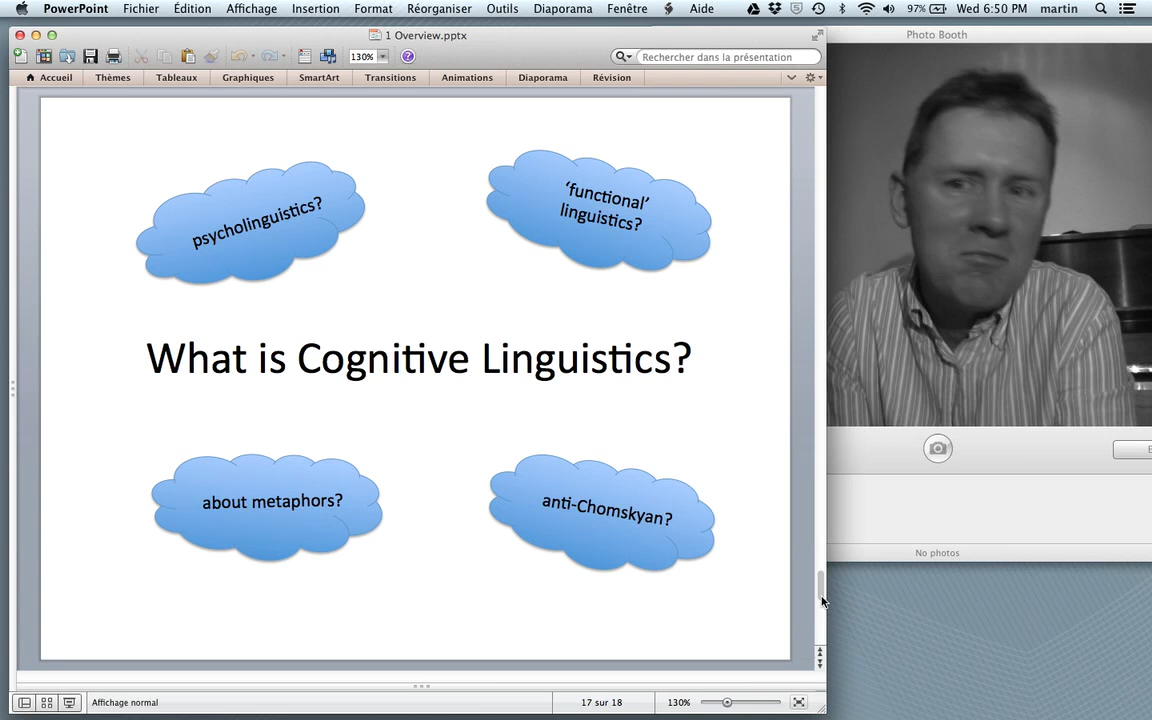 PowerPoint Fichier Édition Affichage Insertion Format Réorganiser Outils Diaporama Fenêtre Aide 97% Wed 6:50 PM martin
1 Overview.pptx
Photo Booth
130%
Rechercher dans la présentation
Accueil Thèmes Tableaux Graphiques SmartArt Transitions Animations Diaporama Révision
psycholinguistics?
‘functional’
linguistics?
What is Cognitive Linguistics?
about metaphors?
anti-Chomskyan?
No photos
Affichage normal 17 sur 18 130%